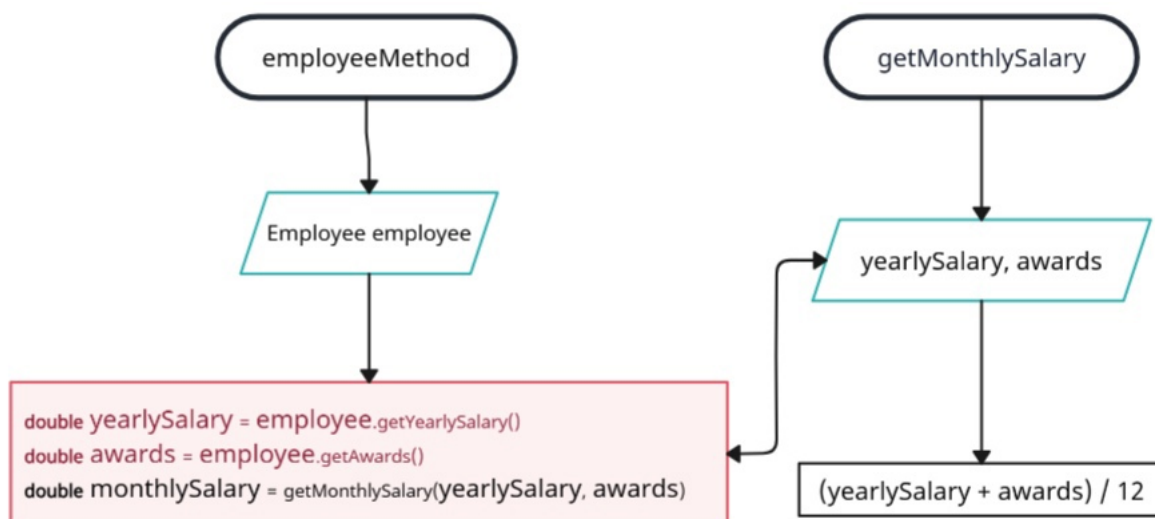 employeeMethod
Employee employee
double yearlySalary = employee.getYearlySalary()
double awards = employee.getAwards()
double monthlySalary = getMonthlySalary(yearlySalary, awards)
getMonthlySalary
yearlySalary, awards
(yearlySalary + awards) / 12